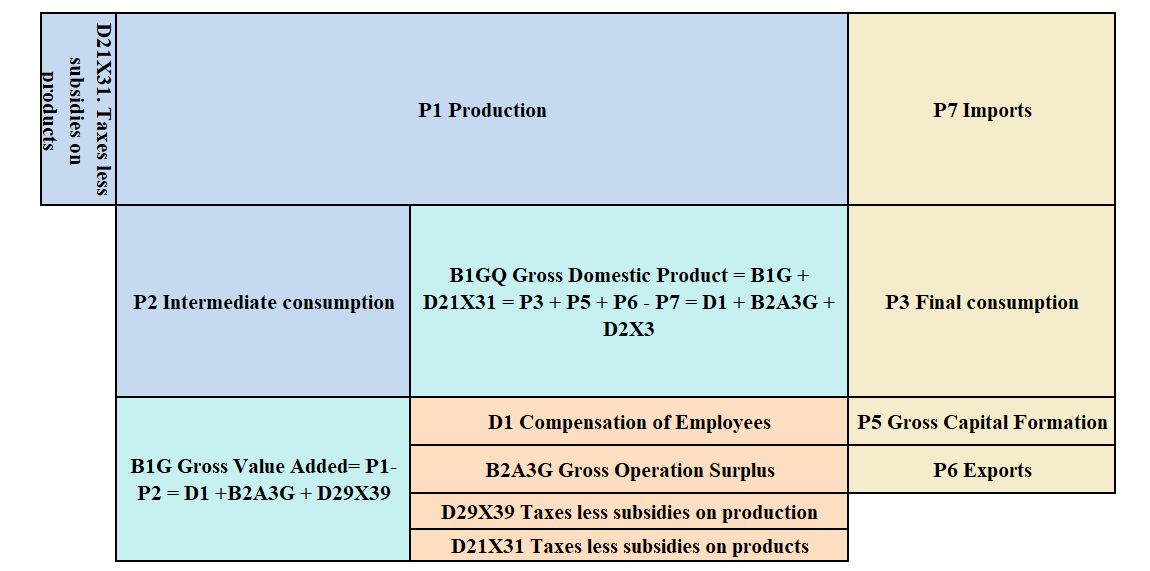 D21X31. Taxes less
subsidies on
products
P1 Production
P7 Imports
P2 Intermediate consumption
B1GQ Gross Domestic Product = B1G +
D21X31 = P3 + P5 + P6 - P7 = D1 + B2A3G +
D2X3
P3 Final consumption
B1G Gross Value Added= P1-
P2 = D1 +B2A3G + D29X39
D1 Compensation of Employees
P5 Gross Capital Formation
B2A3G Gross Operation Surplus
P6 Exports
D29X39 Taxes less subsidies on production
D21X31 Taxes less subsidies on products